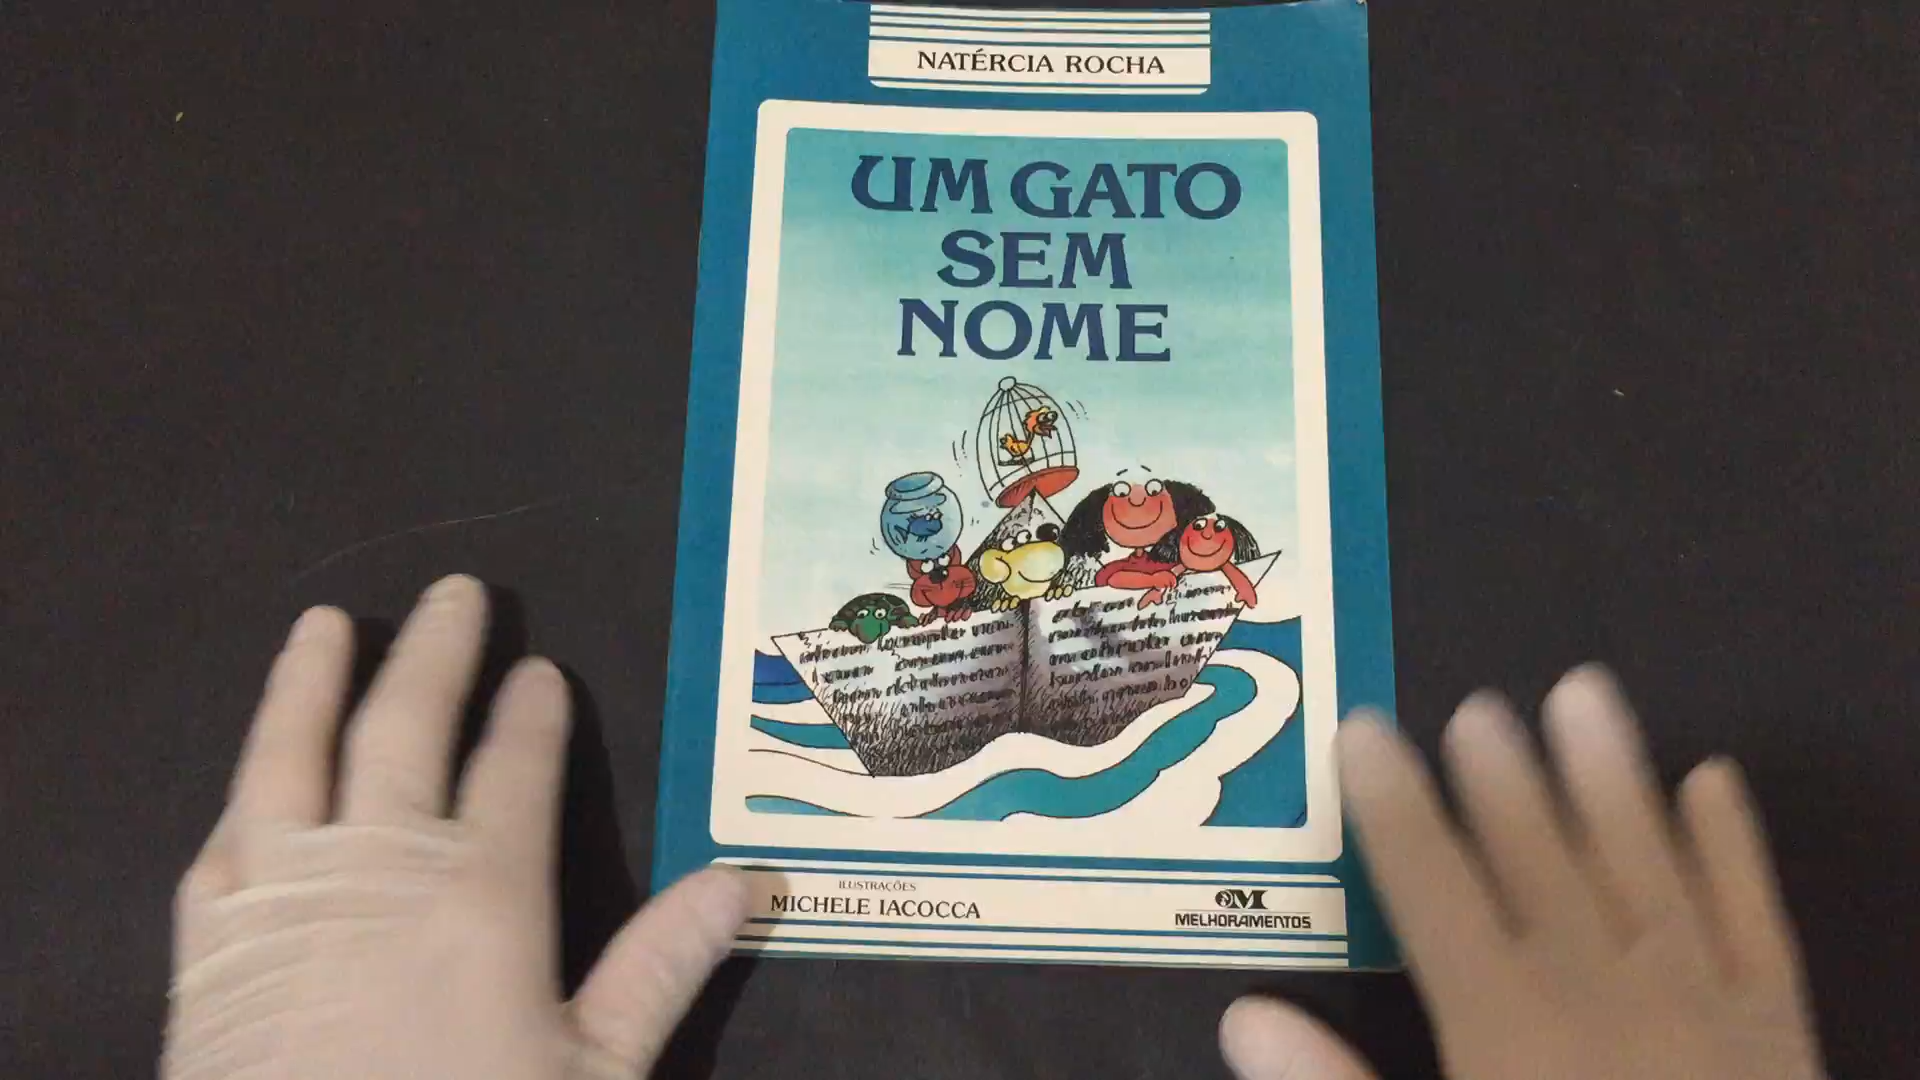 NATÉRCIA ROCHA
UM GATO
SEM
NOME
ILUSTRAÇÕES
MICHELE IACOCCA
MELHORAMENTOS